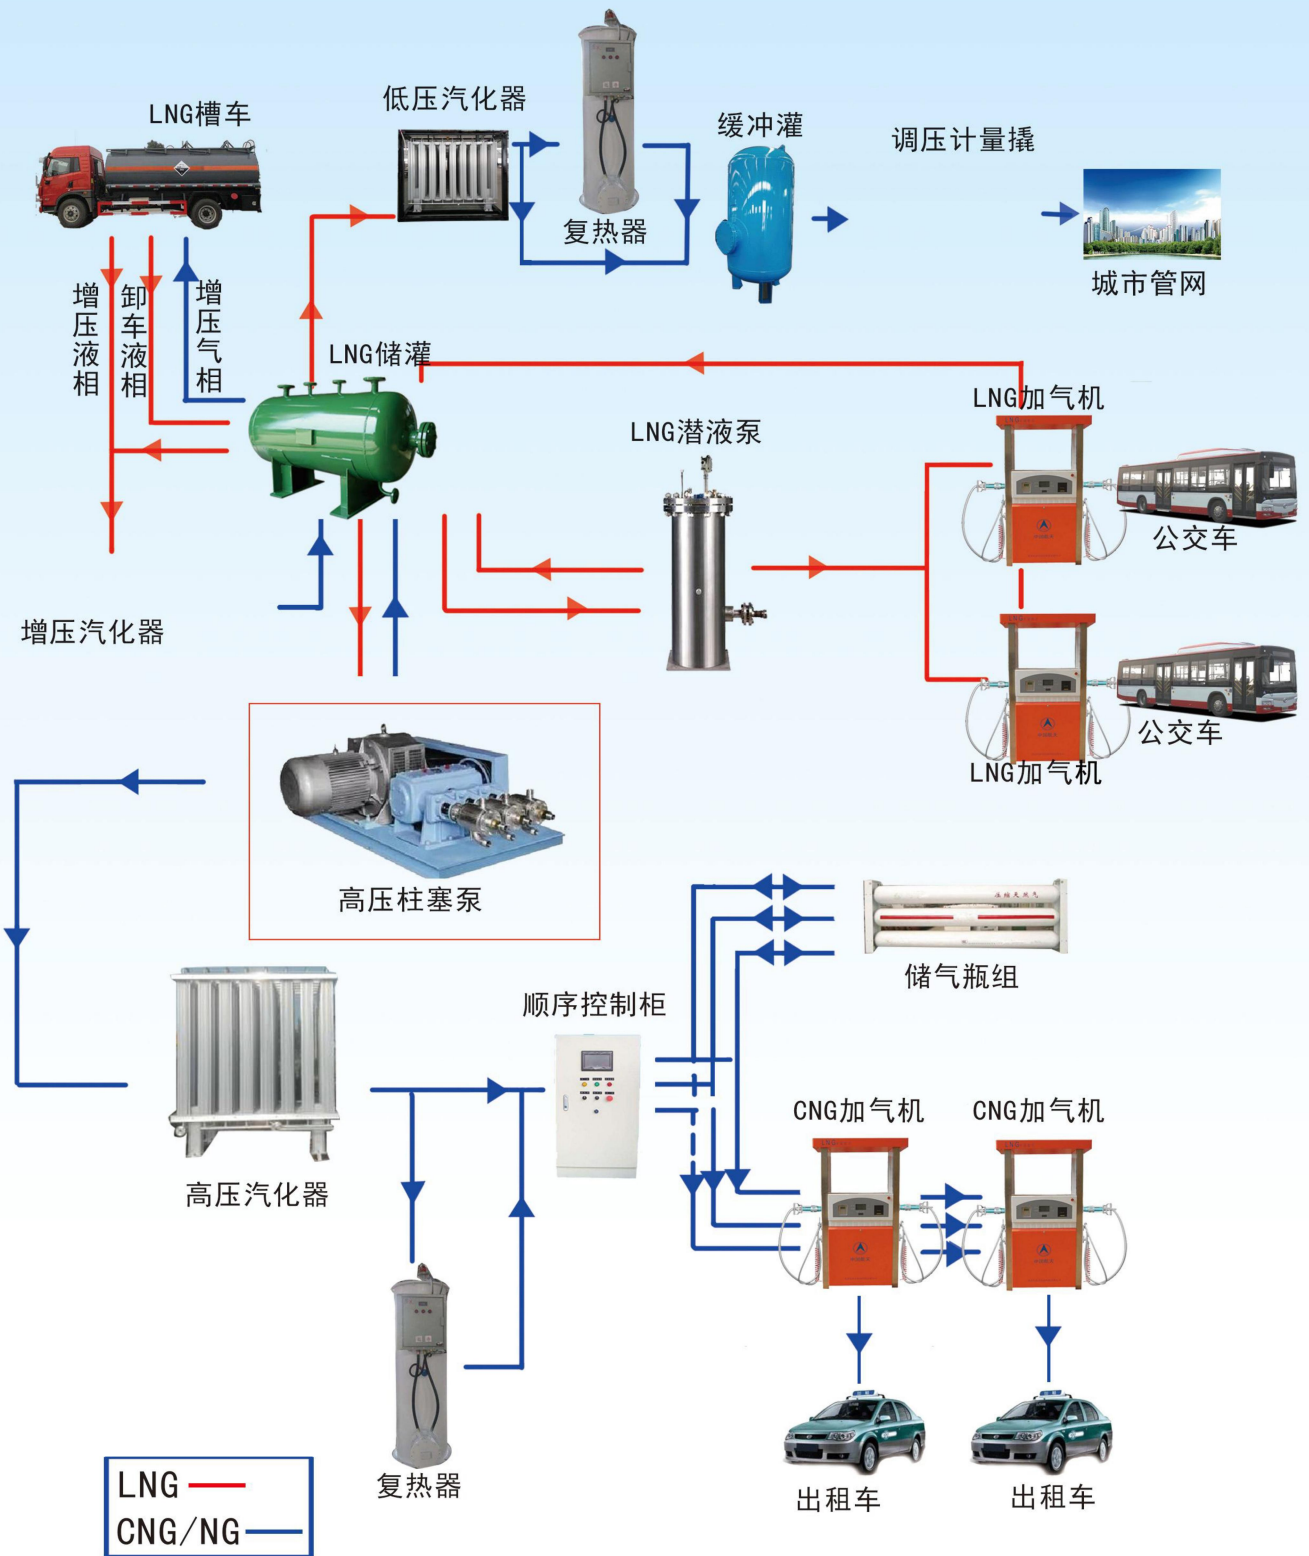 LNG槽车
低压汽化器
复热器
缓冲灌
调压计量撬
城市管网
增压液相
卸车液相
增压气相
LNG储灌
LNG潜液泵
LNG加气机
公交车
增压汽化器
LNG加气机
公交车
高压柱塞泵
压缩天然气
储气瓶组
顺序控制柜
高压汽化器
CNG加气机
CNG加气机
复热器
出租车
出租车
LNG
CNG/NG